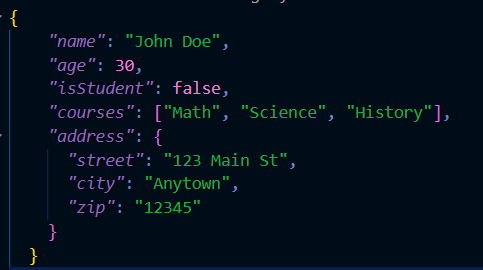 {
"name": "John Doe",
"age": 30,
"isStudent": false,
"courses": ["Math", "Science", "History"],
"address": {
"street": "123 Main St",
"city": "Anytown",
"zip": "12345"
}
}